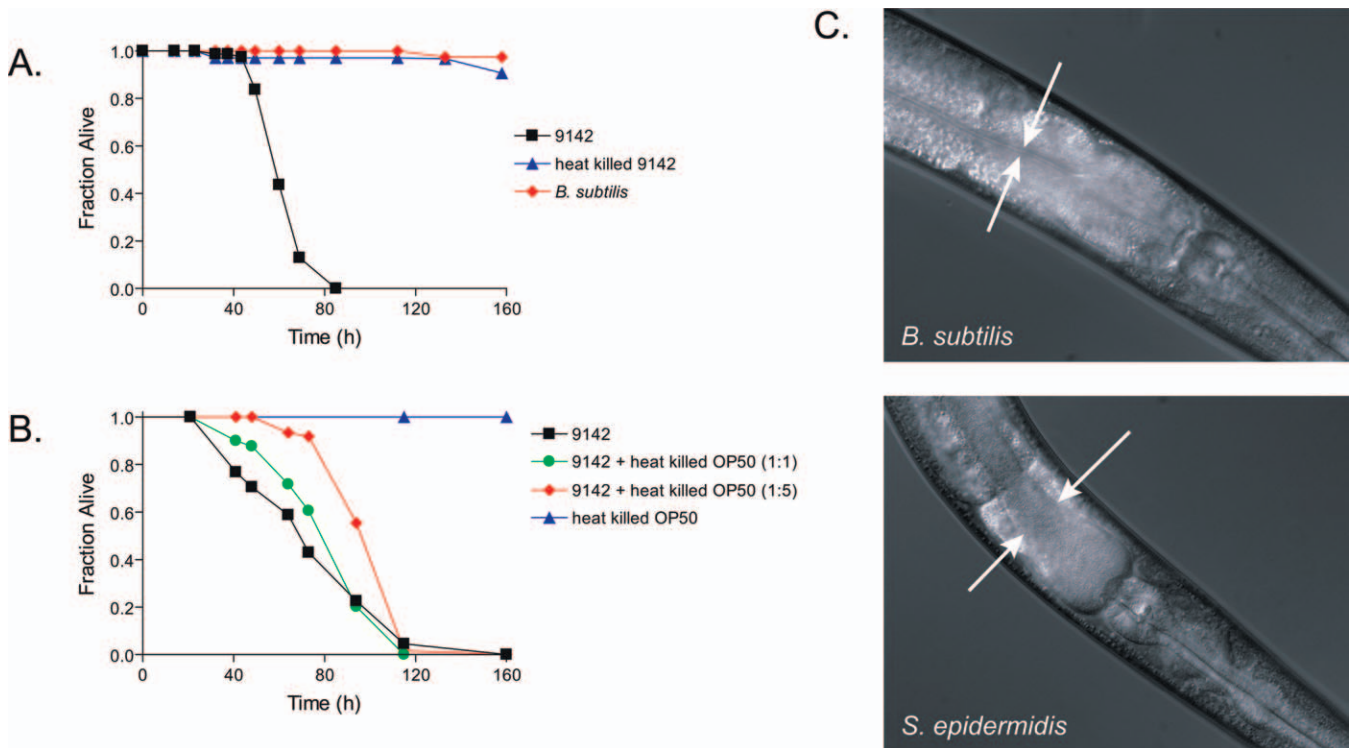 A.
Fraction Alive
1.0
0.8
0.6
0.4
0.2
0.0
0 40 80 120 160
Time (h)
9142
heat killed 9142
B. subtilis
B.
Fraction Alive
1.0
0.8
0.6
0.4
0.2
0.0
0 40 80 120 160
Time (h)
9142
9142 + heat killed OP50 (1:1)
9142 + heat killed OP50 (1:5)
heat killed OP50
C.
B. subtilis
S. epidermidis